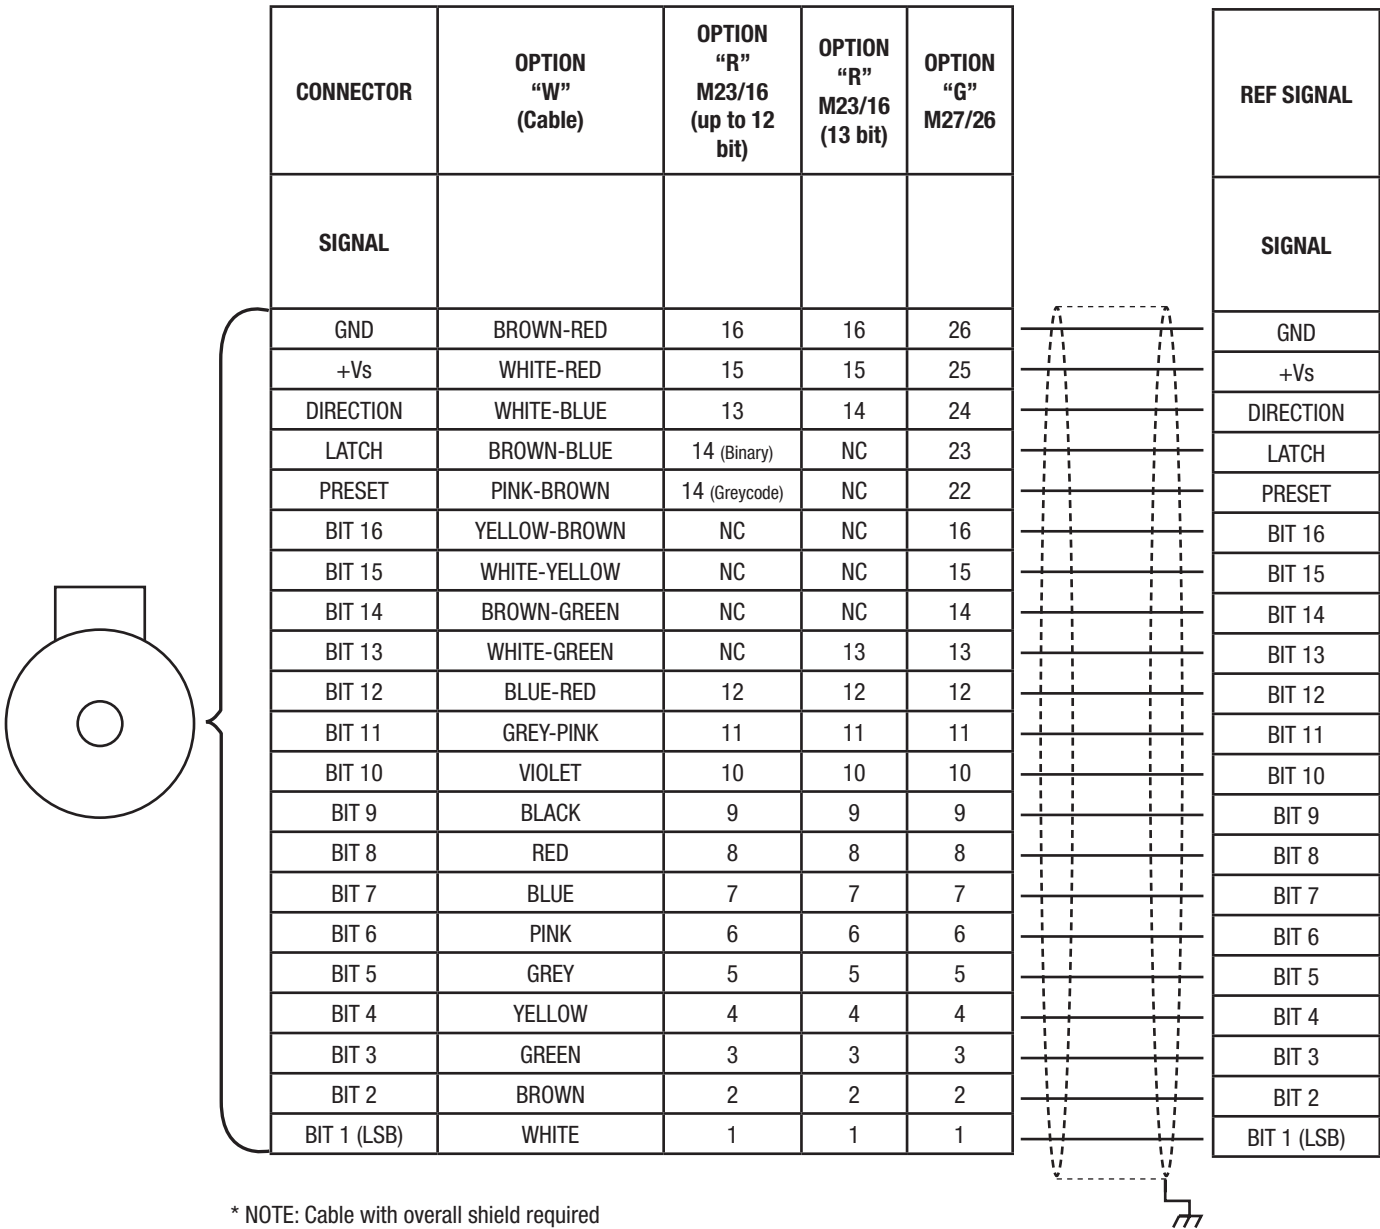 CONNECTOR OPTION “W” (Cable) OPTION “R” M23/16 (up to 12 bit) OPTION “R” M23/16 (13 bit) OPTION “G” M27/26 REF SIGNAL
SIGNAL SIGNAL
GND BROWN-RED 16 16 26 GND
+Vs WHITE-RED 15 15 25 +Vs
DIRECTION WHITE-BLUE 13 14 24 DIRECTION
LATCH BROWN-BLUE 14 (Binary) NC 23 LATCH
PRESET PINK-BROWN 14 (Greycode) NC 22 PRESET
BIT 16 YELLOW-BROWN NC NC 16 BIT 16
BIT 15 WHITE-YELLOW NC NC 15 BIT 15
BIT 14 BROWN-GREEN NC NC 14 BIT 14
BIT 13 WHITE-GREEN NC 13 13 BIT 13
BIT 12 BLUE-RED 12 12 12 BIT 12
BIT 11 GREY-PINK 11 11 11 BIT 11
BIT 10 VIOLET 10 10 10 BIT 10
BIT 9 BLACK 9 9 9 BIT 9
BIT 8 RED 8 8 8 BIT 8
BIT 7 BLUE 7 7 7 BIT 7
BIT 6 PINK 6 6 6 BIT 6
BIT 5 GREY 5 5 5 BIT 5
BIT 4 YELLOW 4 4 4 BIT 4
BIT 3 GREEN 3 3 3 BIT 3
BIT 2 BROWN 2 2 2 BIT 2
BIT 1 (LSB) WHITE 1 1 1 BIT 1 (LSB)
* NOTE: Cable with overall shield required